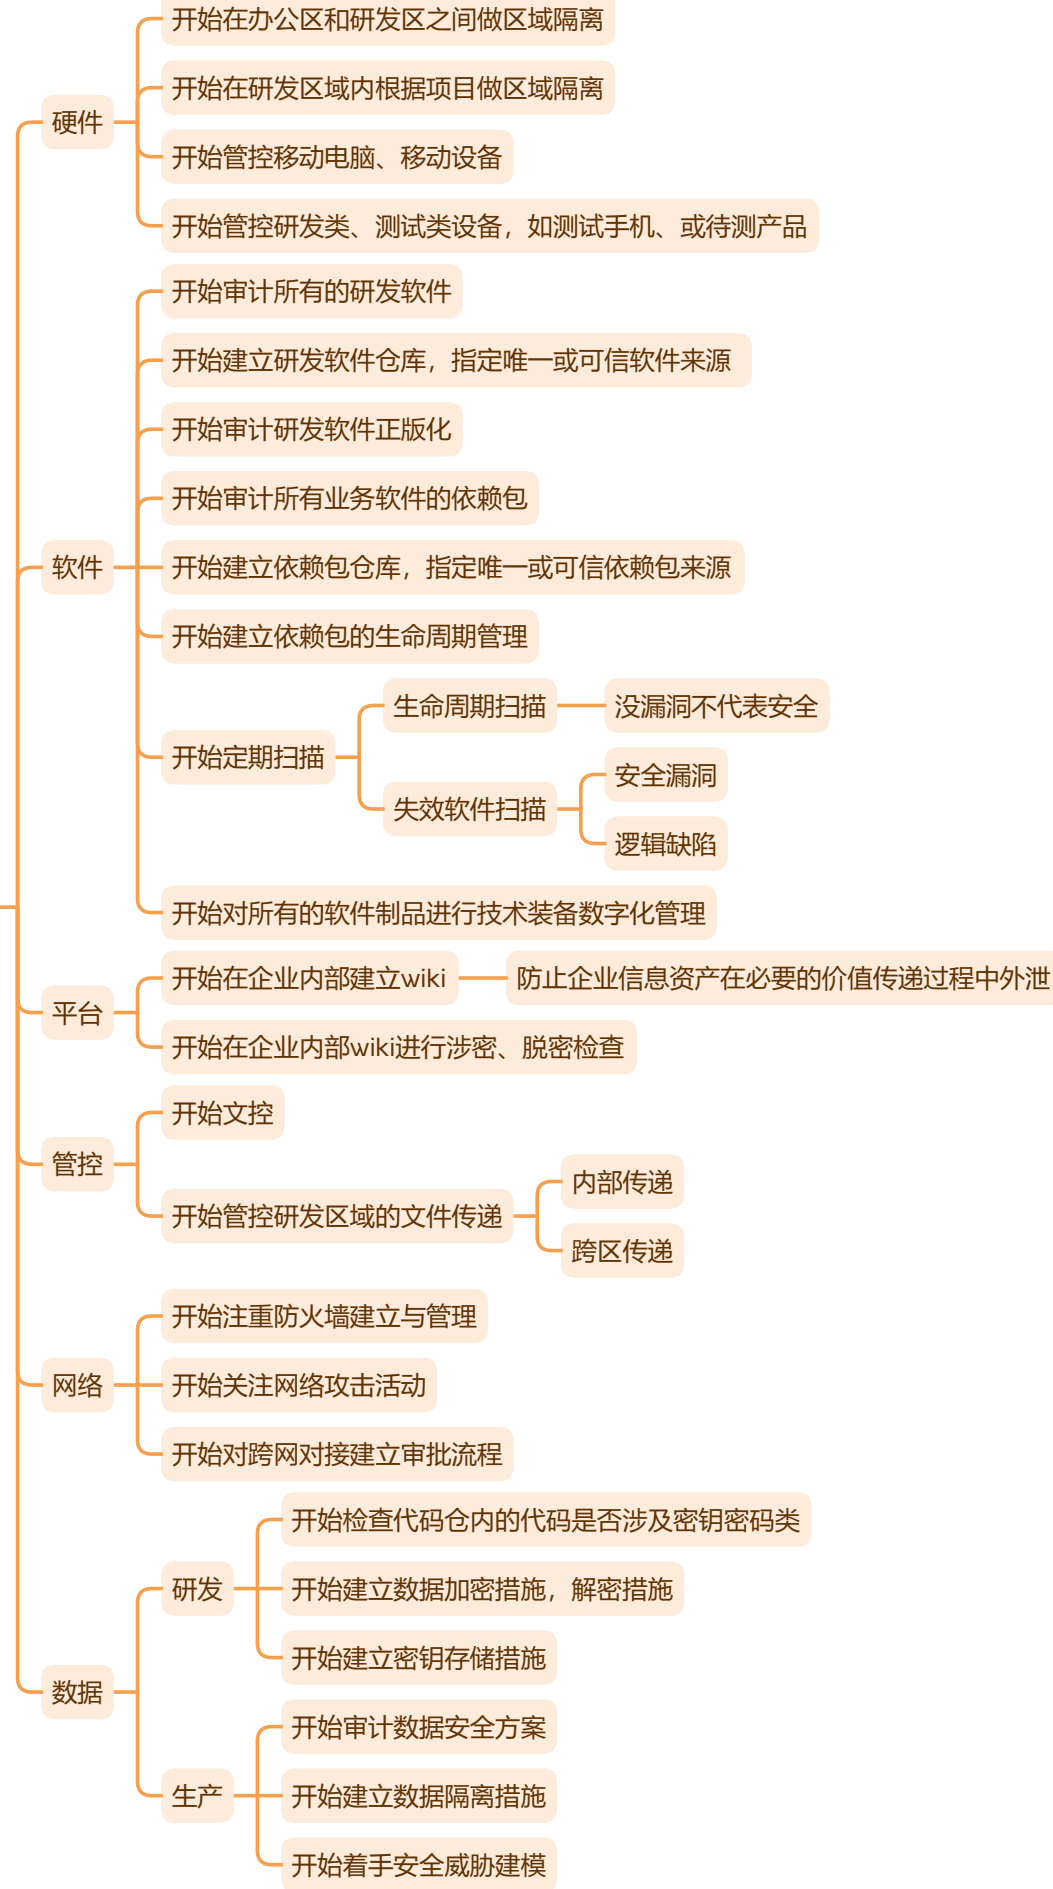 硬件
开始在办公区和研发区之间做区域隔离
开始在研发区域内根据项目做区域隔离
开始管控移动电脑、移动设备
开始管控研发类、测试类设备，如测试手机、或待测产品
软件
开始审计所有的研发软件
开始建立研发软件仓库，指定唯一或可信软件来源
开始审计研发软件正版化
开始审计所有业务软件的依赖包
开始建立依赖包仓库，指定唯一或可信依赖包来源
开始建立依赖包的生命周期管理
开始定期扫描
生命周期扫描
没漏洞不代表安全
失效软件扫描
安全漏洞
逻辑缺陷
开始对所有的软件制品进行技术装备数字化管理
平台
开始在企业内部建立wiki
防止企业信息资产在必要的价值传递过程中外泄
开始在企业内部wiki进行涉密、脱密检查
管控
开始文控
开始管控研发区域的文件传递
内部传递
跨区传递
网络
开始注重防火墙建立与管理
开始关注网络攻击活动
开始对跨网对接建立审批流程
数据
研发
开始检查代码仓内的代码是否涉及密钥密码类
开始建立数据加密措施，解密措施
开始建立密钥存储措施
生产
开始审计数据安全方案
开始建立数据隔离措施
开始着手安全威胁建模